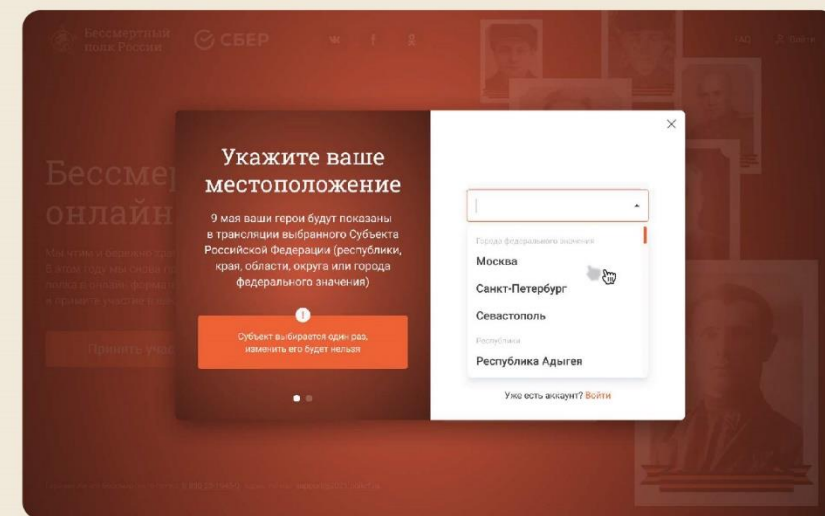 Бессмертный
полк России
СБЕР
FAQ
Войти
Бессмер
онлайн
Принять учас
Укажите ваше
местоположение
9 мая ваши герои будут показаны
в трансляции выбранного Субъекта
Российской Федерации (республики,
края, области, округа или города
федерального значения)
Субъект выбирается один раз,
изменить его будет нельзя
Города федерального значения
Москва
Санкт-Петербург
Севастополь
Республики
Республика Адыгея
Уже есть аккаунт? Войти